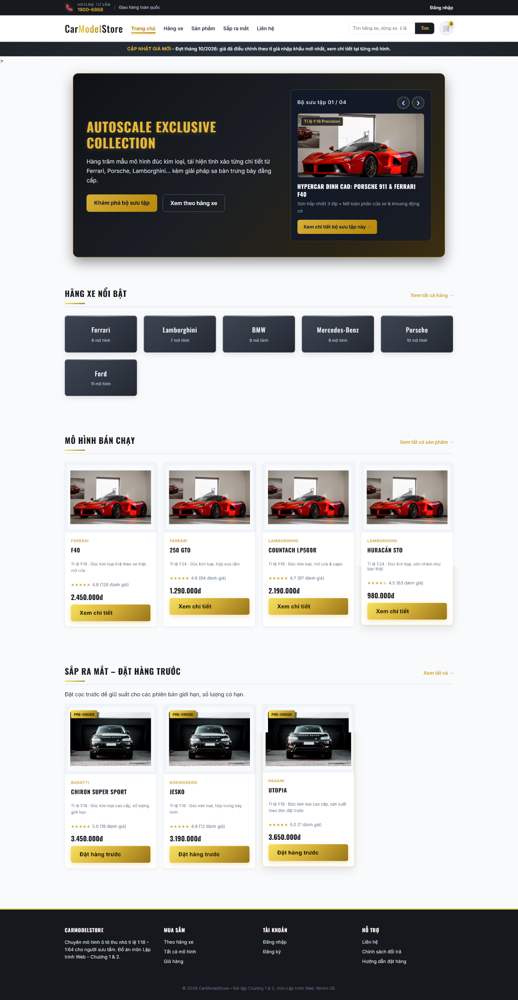 HOTLINE TƯ VẤN
1900-6868
Giao hàng toàn quốc
Đăng nhập
CarModelStore
Trang chủ
Hãng xe
Sản phẩm
Sắp ra mắt
Liên hệ
Tìm hãng xe, dòng xe, tỉ lệ
Tìm
3
CẬP NHẬT GIÁ MỚI – Đợt tháng 10/2026: giá đã điều chỉnh theo tỉ giá nhập khẩu mới nhất, xem chi tiết tại từng mô hình.
>
AUTOSCALE EXCLUSIVE
COLLECTION
Hàng trăm mẫu mô hình đúc kim loại, tái hiện tinh xảo từng chi tiết từ
Ferrari, Porsche, Lamborghini... kèm giải pháp sa bàn trưng bày đẳng
cấp.
Khám phá bộ sưu tập
Xem theo hãng xe
Bộ sưu tập 01 / 04
‹
›
Tỉ lệ 1:18 Precision
HYPERCAR ĐỈNH CAO: PORSCHE 911 & FERRARI
F40
Sơn hấp nhiệt 3 lớp • Mở toàn phần cửa xe & khoang động
cơ
Xem chi tiết bộ sưu tập này →
HÃNG XE NỔI BẬT
Xem tất cả hãng →
Ferrari
6 mô hình
Lamborghini
7 mô hình
BMW
8 mô hình
Mercedes-Benz
9 mô hình
Porsche
10 mô hình
Ford
11 mô hình
MÔ HÌNH BÁN CHẠY
Xem tất cả sản phẩm →
FERRARI
F40
Tỉ lệ 1:18 · Đúc kim loại tỉ lệ theo xe thật,
mở cửa
★★★★★ 4.8 (126 đánh giá)
2.450.000đ
Xem chi tiết
FERRARI
250 GTO
Tỉ lệ 1:24 · Đúc kim loại, hộp sưu tầm
★★★★★ 4.6 (84 đánh giá)
1.290.000đ
Xem chi tiết
LAMBORGHINI
COUNTACH LP500R
Tỉ lệ 1:18 · Đúc kim loại, mở cửa & capo
★★★★★ 4.7 (97 đánh giá)
2.190.000đ
Xem chi tiết
LAMBORGHINI
HURACÁN STO
Tỉ lệ 1:24 · Đúc kim loại, sơn nhám như
bản thật
★★★★☆ 4.5 (63 đánh giá)
980.000đ
Xem chi tiết
SẮP RA MẮT – ĐẶT HÀNG TRƯỚC
Xem tất cả →
Đặt cọc trước để giữ suất cho các phiên bản giới hạn, số lượng có hạn.
PRE-ORDER
BUGATTI
CHIRON SUPER SPORT
Tỉ lệ 1:18 · Đúc kim loại cao cấp, số lượng
giới hạn
★★★★★ 5.0 (19 đánh giá)
3.450.000đ
Đặt hàng trước
PRE-ORDER
KOENIGSEGG
JESKO
Tỉ lệ 1:18 · Đúc kim loại, hộp trưng bày
kính
★★★★★ 4.9 (12 đánh giá)
3.190.000đ
Đặt hàng trước
PRE-ORDER
PAGANI
UTOPIA
Tỉ lệ 1:18 · Đúc kim loại cao cấp, sản xuất
theo đơn đặt trước
★★★★★ 5.0 (7 đánh giá)
3.650.000đ
Đặt hàng trước
CARMODELSTORE
Chuyên mô hình ô tô thu nhỏ tỉ lệ 1:18 -
1:64 cho người sưu tầm. Đồ án môn Lập
trình Web – Chương 1 & 2.
MUA SẮM
Theo hãng xe
Tất cả mô hình
Giỏ hàng
TÀI KHOẢN
Đăng nhập
Đăng ký
HỖ TRỢ
Liên hệ
Chính sách đổi trả
Hướng dẫn đặt hàng
© 2026 CarModelStore – Bài tập Chương 1 & 2, môn Lập trình Web. Nhóm 05.